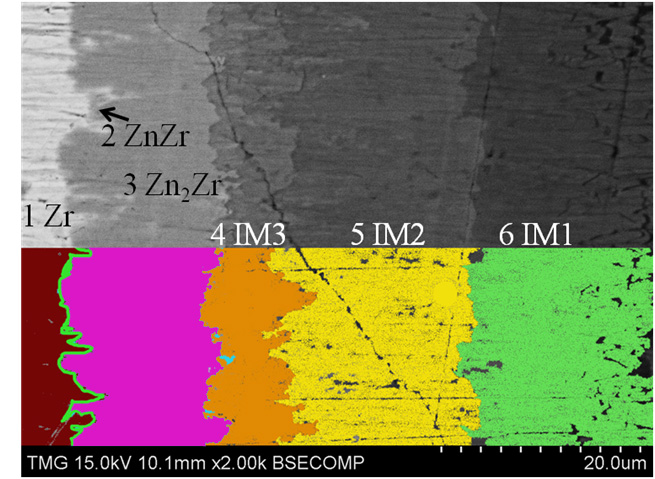 2 ZnZr
3 Zn₂Zr
1 Zr
4 IM3
5 IM2
6 IM1
TMG 15.0kV 10.1mm x2.00k BSECOMP
20.0um